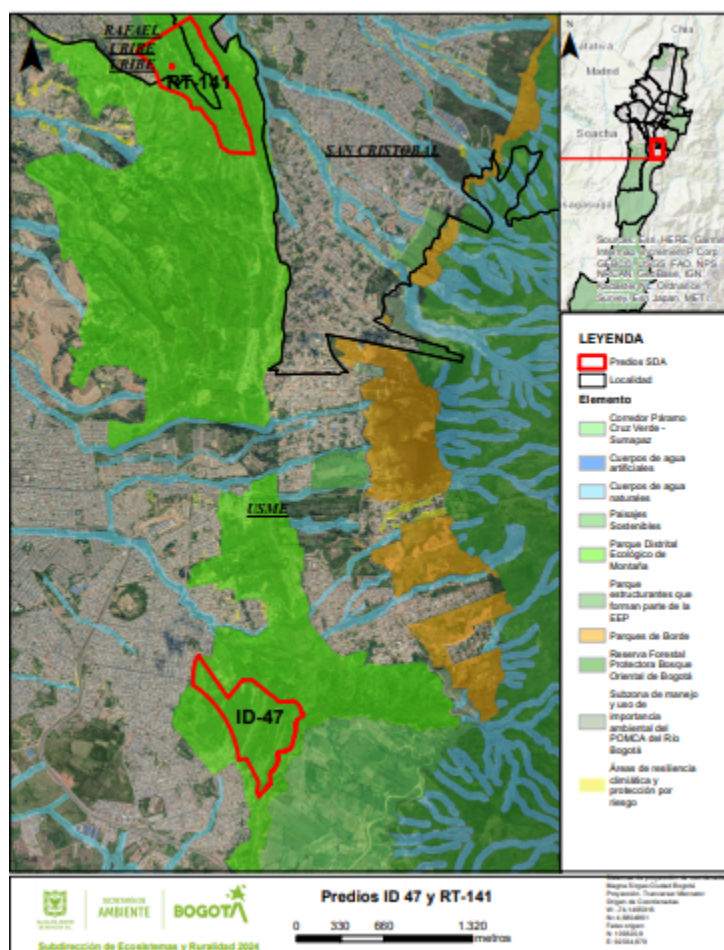 RAFAEL
URIBE
URIBE
RT-141
SAN CRISTOBAL
USME
ID-47
N
Chia
Madrid
Soacha
LEYENDA
Predios SDA
Localidad
Elemento
Corredor Páramo
Cruz Verde -
Sumapaz
Cuerpos de agua
artificiales
Cuerpos de agua
naturales
Paisajes
Sostenibles
Parque Distrital
Ecológico de
Montaña
Parque
estructurantes que
forman parte de la
EEP
Parques de Borde
Reserva Forestal
Protectora Bosque
Oriental de Bogotá
Subzona de manejo
y uso de
importancia
ambiental del
POMCA del Río
Bogotá
Áreas de resiliencia
climática y
protección por
riesgo
SECRETARÍA DE
AMBIENTE
BOGOTÁ
Subdirección de Ecosistemas y Ruralidad 2024
Predios ID 47 y RT-141
0 330 660 1.320
metros